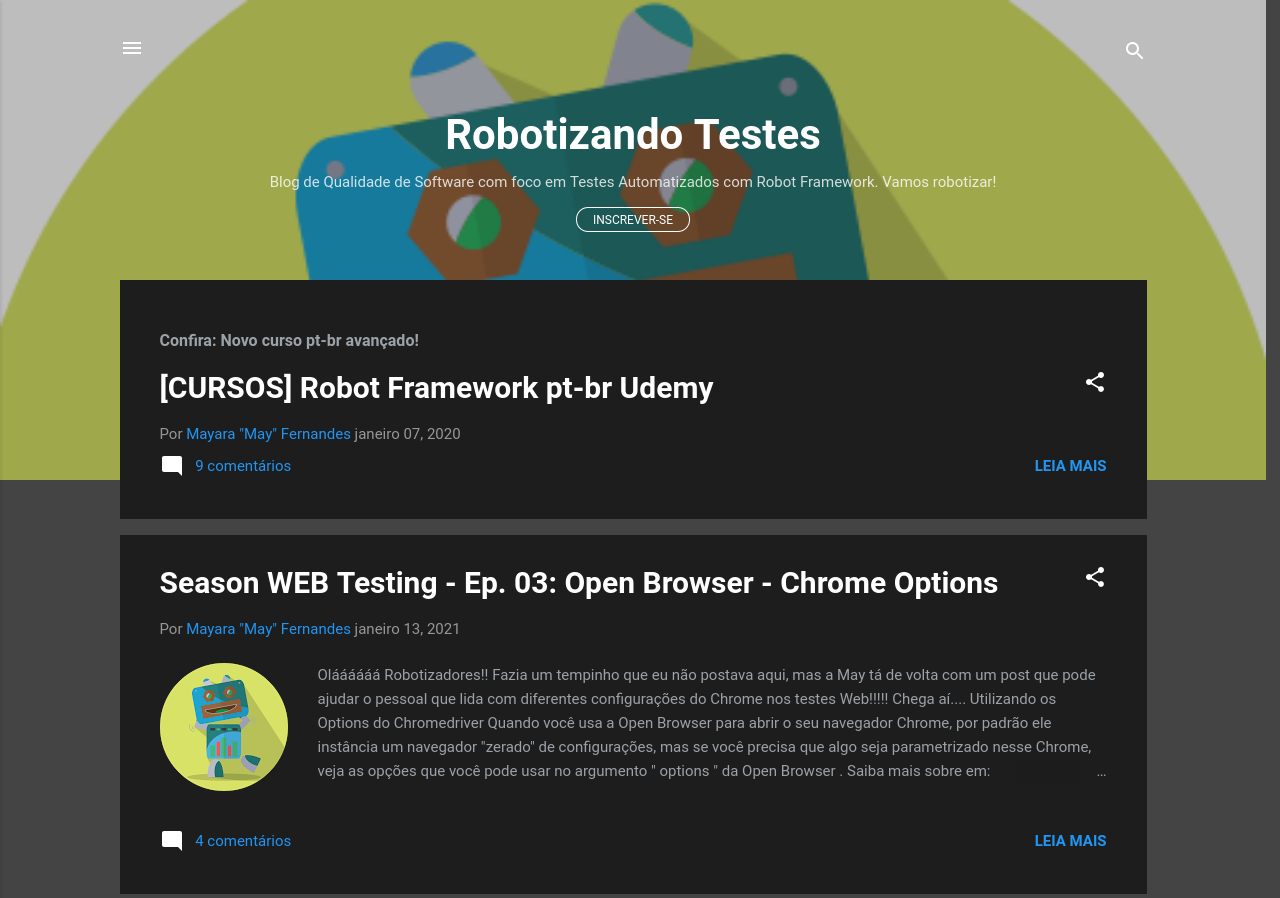 Robotizando Testes
Blog de Qualidade de Software com foco em Testes Automatizados com Robot Framework. Vamos robotizar!
INSCREVER-SE
Confira: Novo curso pt-br avançado!
[CURSOS] Robot Framework pt-br Udemy
Por Mayara "May" Fernandes janeiro 07, 2020
9 comentários
LEIA MAIS
Season WEB Testing - Ep. 03: Open Browser - Chrome Options
Por Mayara "May" Fernandes janeiro 13, 2021
Oláááááá Robotizadores!! Fazia um tempinho que eu não postava aqui, mas a May tá de volta com um post que pode
ajudar o pessoal que lida com diferentes configurações do Chrome nos testes Web!!!!! Chega aí.... Utilizando os
Options do Chromedriver Quando você usa a Open Browser para abrir o seu navegador Chrome, por padrão ele
instância um navegador "zerado" de configurações, mas se você precisa que algo seja parametrizado nesse Chrome,
veja as opções que você pode usar no argumento " options " da Open Browser . Saiba mais sobre em: ...
4 comentários
LEIA MAIS